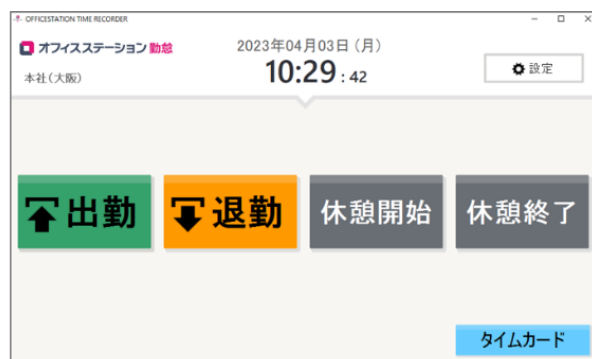 OFFICESTATION TIME RECORDER
オフィスステーション 勤怠
2023年04月03日 (月)
本社(大阪)
10:29 : 42
設定
出勤
退勤
休憩開始
休憩終了
タイムカード